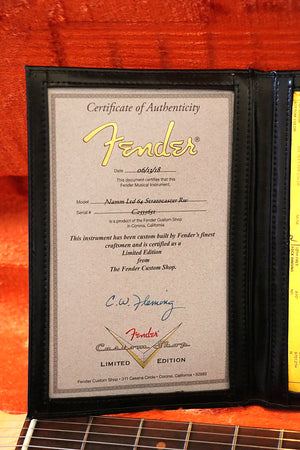 Certificate of Authenticity
Fender®
Date 06/13/18
This document certifies that this
Fender Musical Instrument.
Model Namm Ltd 64 Stratocaster Rw
Serial #
is a product of the Fender Custom Shop
in Corona, California
This instrument has been custom built by Fender's finest
craftsmen and is certified as a
Limited Edition
from
The Fender Custom Shop.
C.W. Fleming
Fender
Custom Shop
LIMITED EDITION
Fender Custom Shop • 311 Cessna Circle • Corona, California • 92880